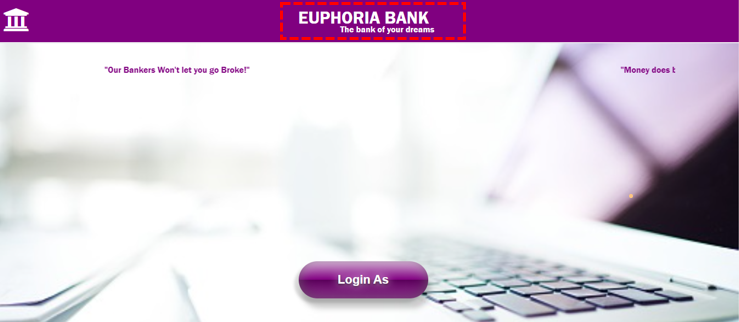 EUPHORIA BANK
The bank of your dreams
"Our Bankers Won't let you go Broke!"
"Money does
Login As